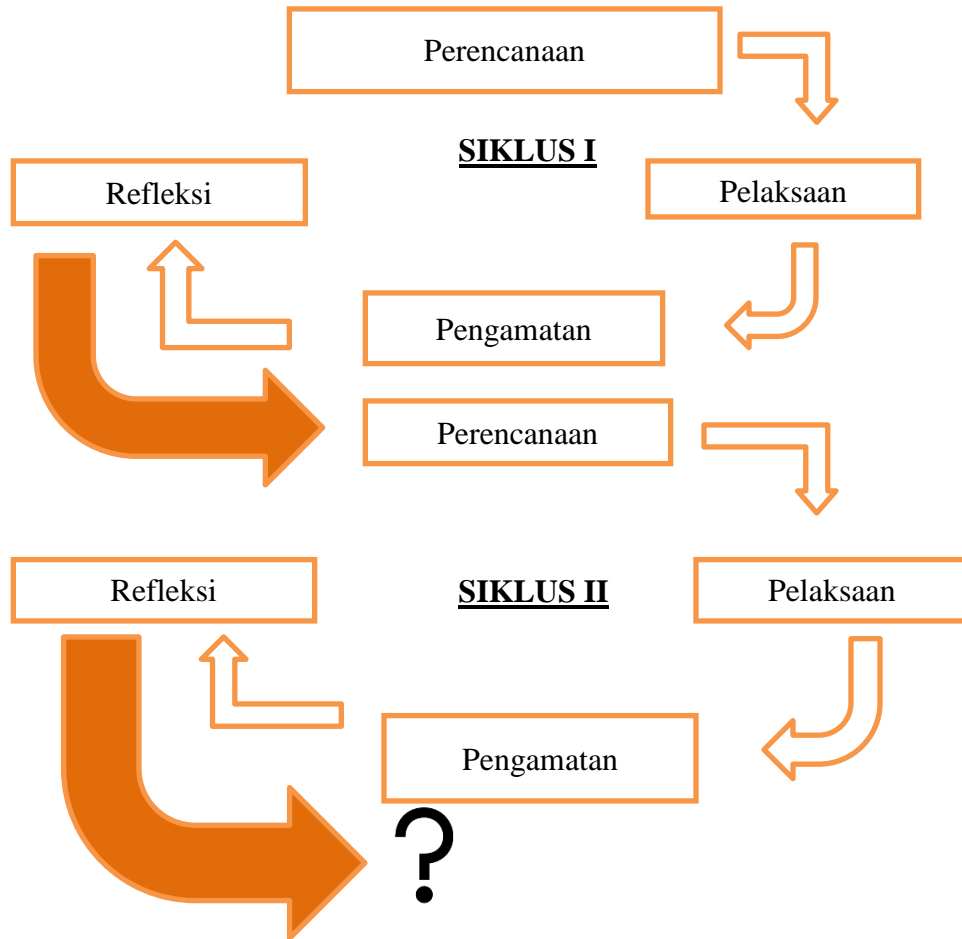 Perencanaan
SIKLUS I
Refleksi
Pelaksaan
Pengamatan
Perencanaan
Refleksi
SIKLUS II
Pelaksaan
Pengamatan
?